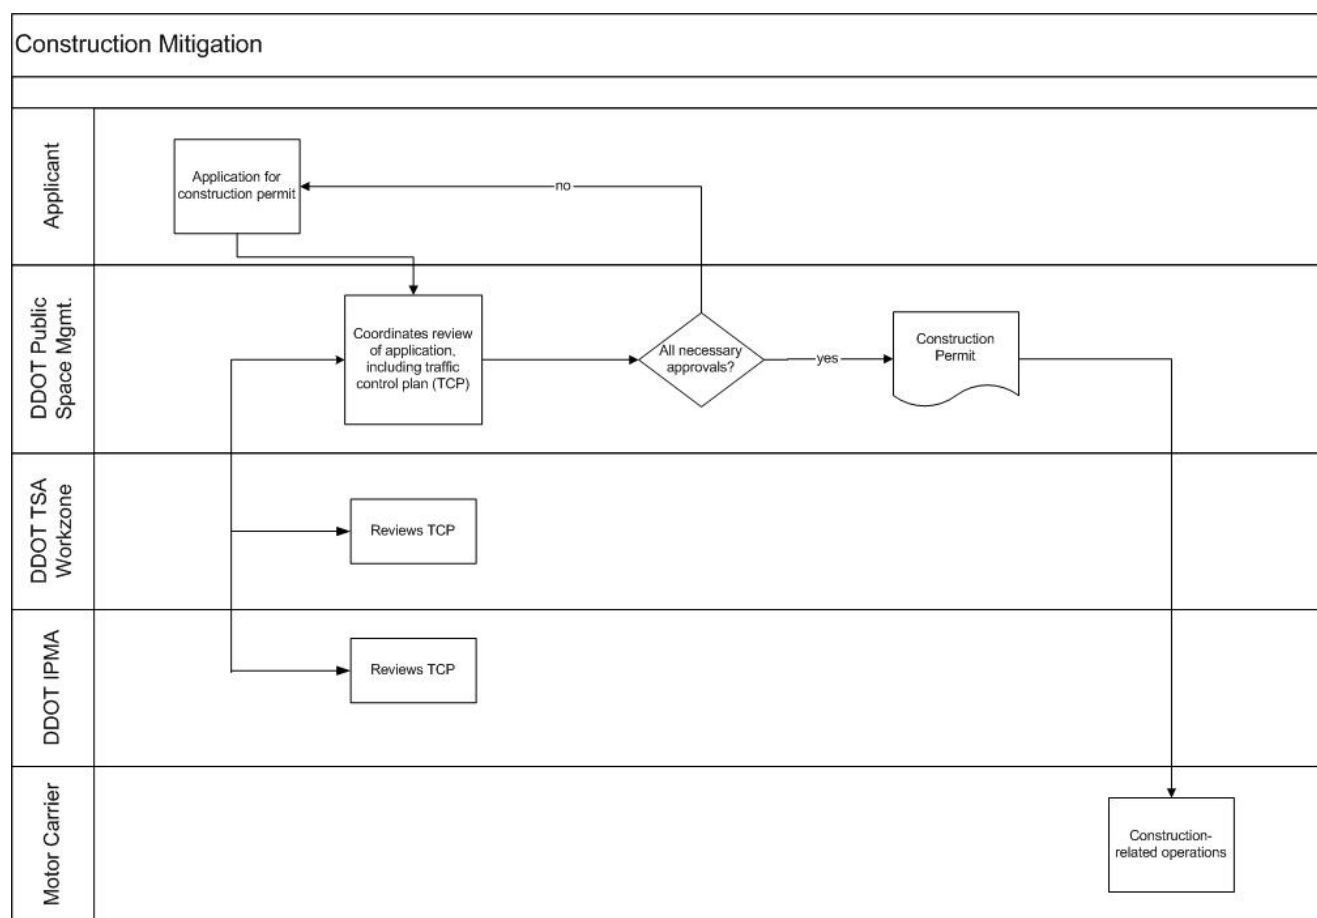 Construction Mitigation
Applicant
Application for
construction permit
no
DDOT Public
Space Mgmt.
Coordinates review
of application,
including traffic
control plan (TCP)
All necessary
approvals?
yes
Construction
Permit
DDOT TSA
Workzone
Reviews TCP
DDOT IPMA
Reviews TCP
Motor Carrier
Construction-
related operations